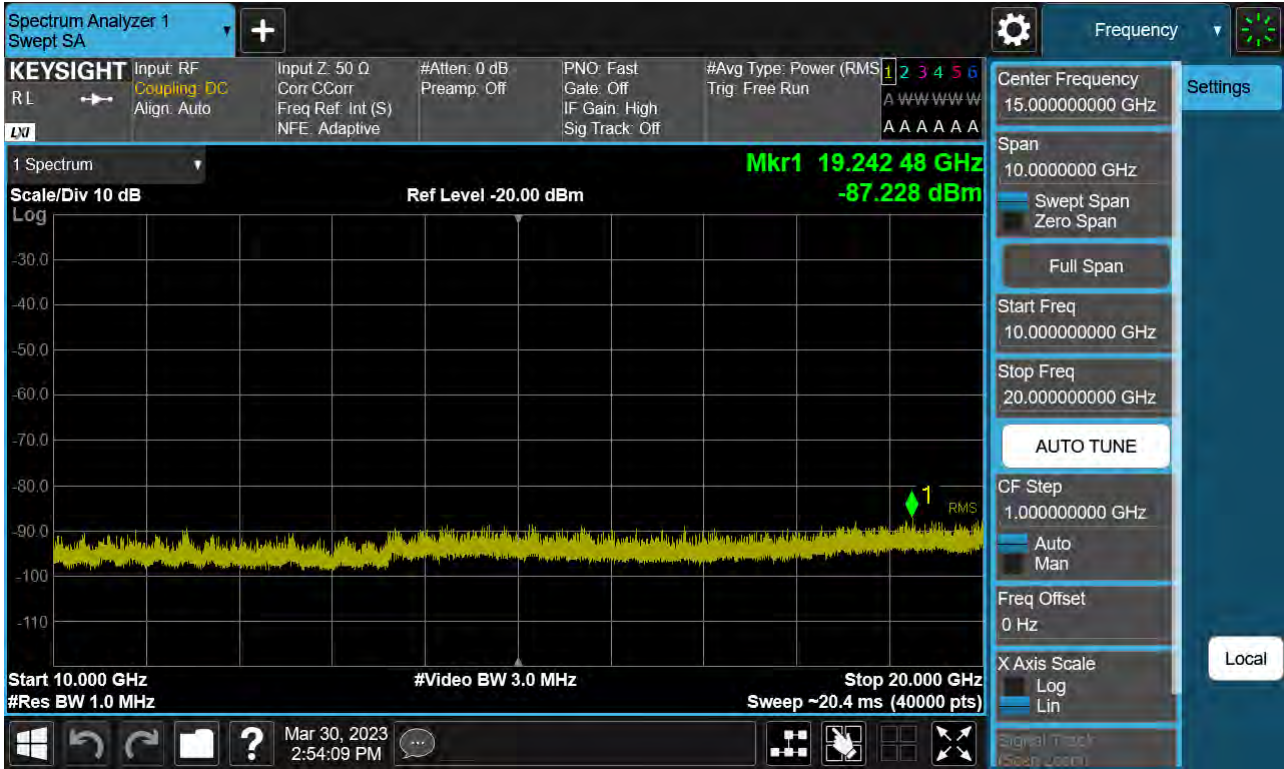 Spectrum Analyzer 1
Swept SA
+
Frequency
KEYSIGHT
R L
LXI
Input: RF
Coupling: DC
Align: Auto
Input Z: 50 Ω
Corr CCorr
Freq Ref: Int (S)
NFE: Adaptive
#Atten: 0 dB
Preamp: Off
PNO: Fast
Gate: Off
IF Gain: High
Sig Track: Off
#Avg Type: Power (RMS
Trig: Free Run
1 2 3 4 5 6
A W W W W W
A A A A A A
1 Spectrum
Scale/Div 10 dB
Ref Level -20.00 dBm
Mkr1 19.242 48 GHz
-87.228 dBm
Log
-30.0
-40.0
-50.0
-60.0
-70.0
-80.0
-90.0
-100
-110
1
RMS
Start 10.000 GHz
#Res BW 1.0 MHz
#Video BW 3.0 MHz
Stop 20.000 GHz
Sweep ~20.4 ms (40000 pts)
Center Frequency
15.000000000 GHz
Span
10.0000000 GHz
Swept Span
Zero Span
Full Span
Start Freq
10.000000000 GHz
Stop Freq
20.000000000 GHz
AUTO TUNE
CF Step
1.000000000 GHz
Auto
Man
Freq Offset
0 Hz
X Axis Scale
Log
Lin
Signal Track
(Span Zoom)
Settings
Local
?
Mar 30, 2023
2:54:09 PM